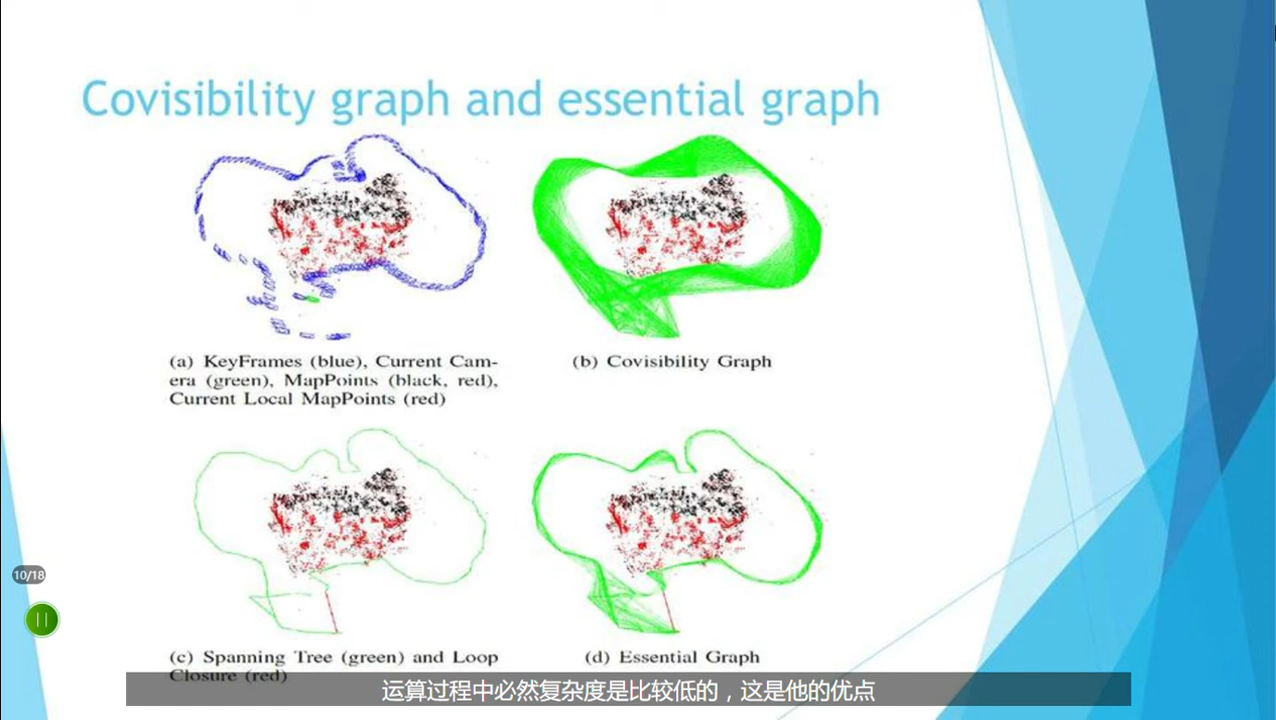 Covisibility graph and essential graph
(a) KeyFrames (blue), Current Cam-
era (green), MapPoints (black, red),
Current Local MapPoints (red)
(b) Covisibility Graph
(c) Spanning Tree (green) and Loop
Closure (red)
(d) Essential Graph
10/18
运算过程中必然复杂度是比较低的，这是他的优点